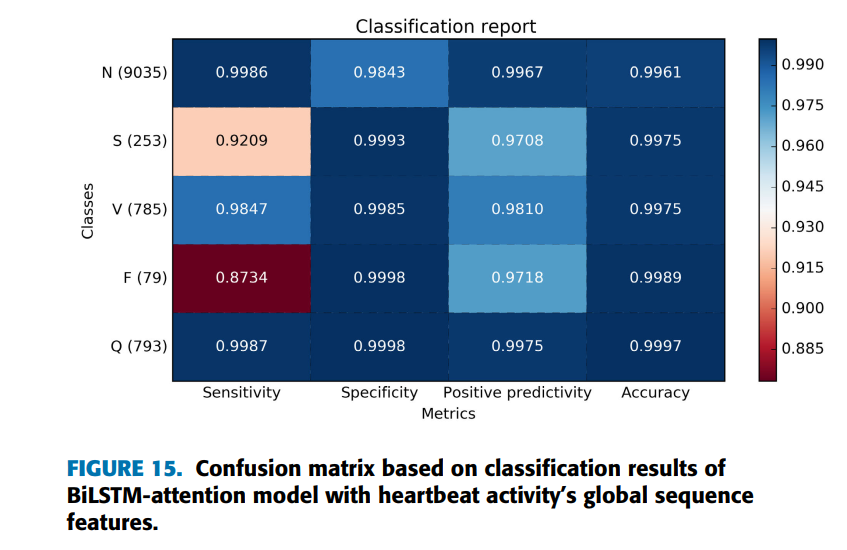 Classification report
N (9035) 0.9986 0.9843 0.9967 0.9961
S (253) 0.9209 0.9993 0.9708 0.9975
V (785) 0.9847 0.9985 0.9810 0.9975
F (79) 0.8734 0.9998 0.9718 0.9989
Q (793) 0.9987 0.9998 0.9975 0.9997
Classes
Sensitivity Specificity Positive predictivity Accuracy
Metrics
0.990
0.975
0.960
0.945
0.930
0.915
0.900
0.885
FIGURE 15. Confusion matrix based on classification results of
BiLSTM-attention model with heartbeat activity's global sequence
features.